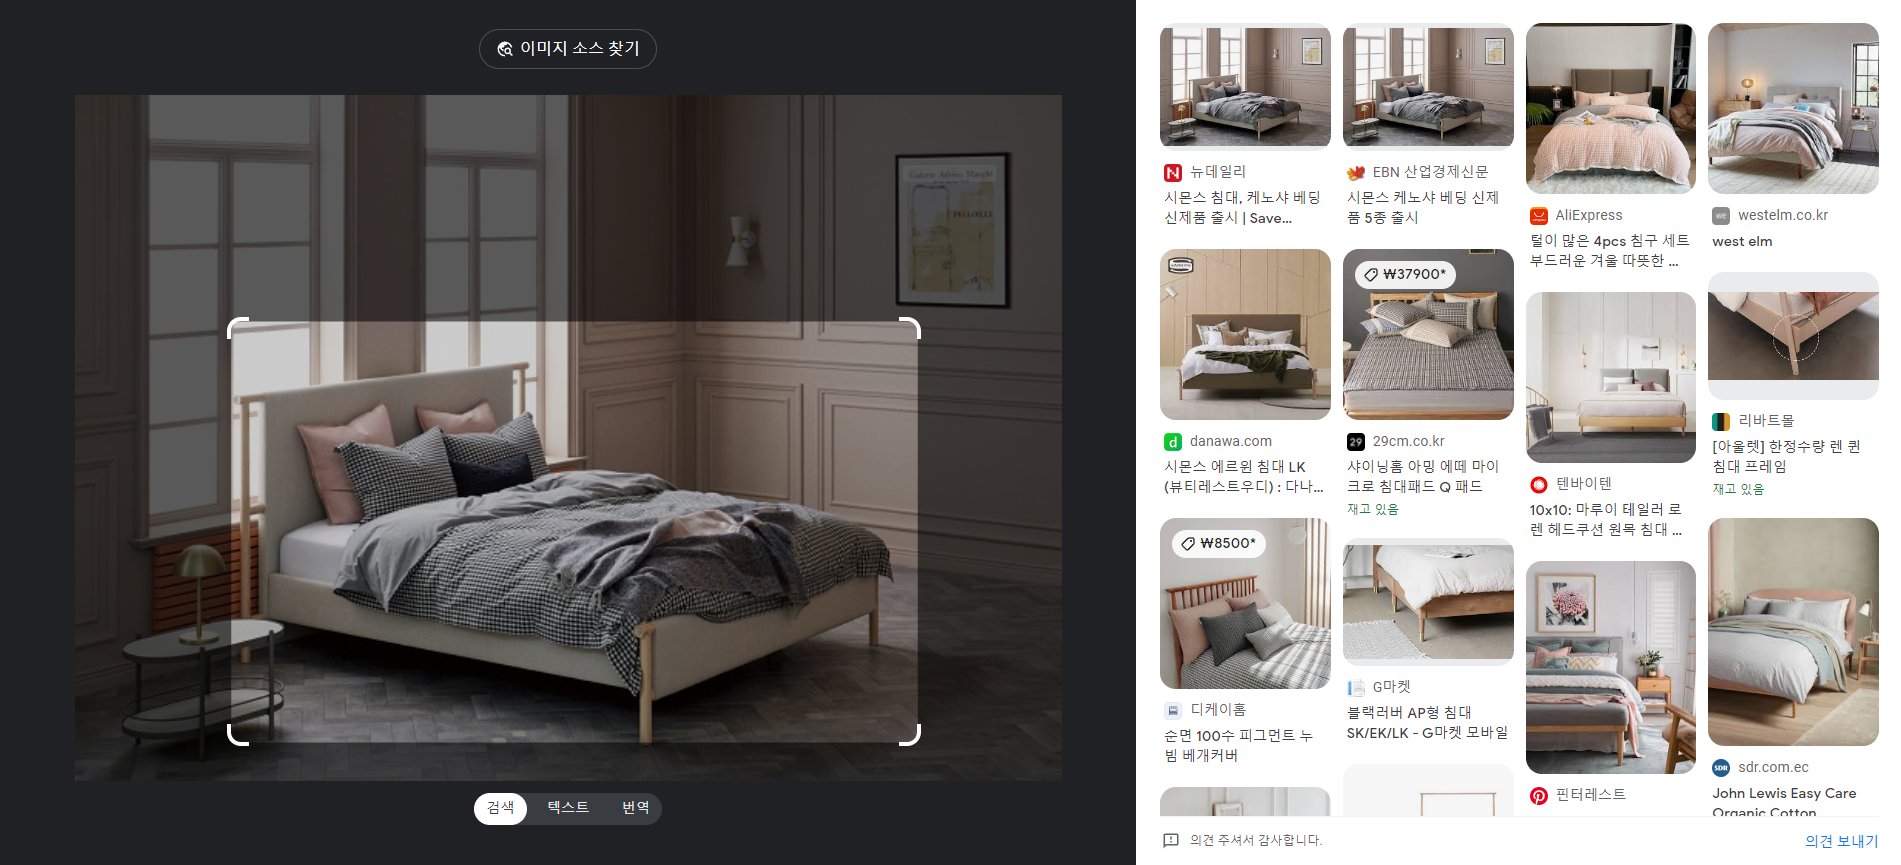 이미지 소스 찾기
Galerie Adrien Maeght
검색
텍스트
번역
뉴데일리
시몬스 침대, 케노샤 베딩
신제품 출시 | Save...
EBN 산업경제신문
시몬스 케노샤 베딩 신제
품 5종 출시
AliExpress
털이 많은 4pcs 침구 세트
부드러운 겨울 따뜻한 ...
WE
westelm.co.kr
west elm
SIMMONS
danawa.com
시몬스 에르원 침대 LK
(뷰티레스트우디) : 다나...
₩37900*
29
29cm.co.kr
샤이닝홈 아밍 에떼 마이
크로 침대패드 Q 패드
재고 있음
텐바이텐
10x10: 마루이 테일러 로
렌 헤드쿠션 원목 침대 ...
리바트몰
[아울렛] 한정수량 렌 퀸
침대 프레임
재고 있음
₩8500*
디케이홈
순면 100수 피그먼트 누
빔 베개커버
G마켓
블랙러버 AP형 침대
SK/EK/LK - G마켓 모바일
핀터레스트
SDR
sdr.com.ec
John Lewis Easy Care
Organic Cotton
의견 주셔서 감사합니다.
의견 보내기